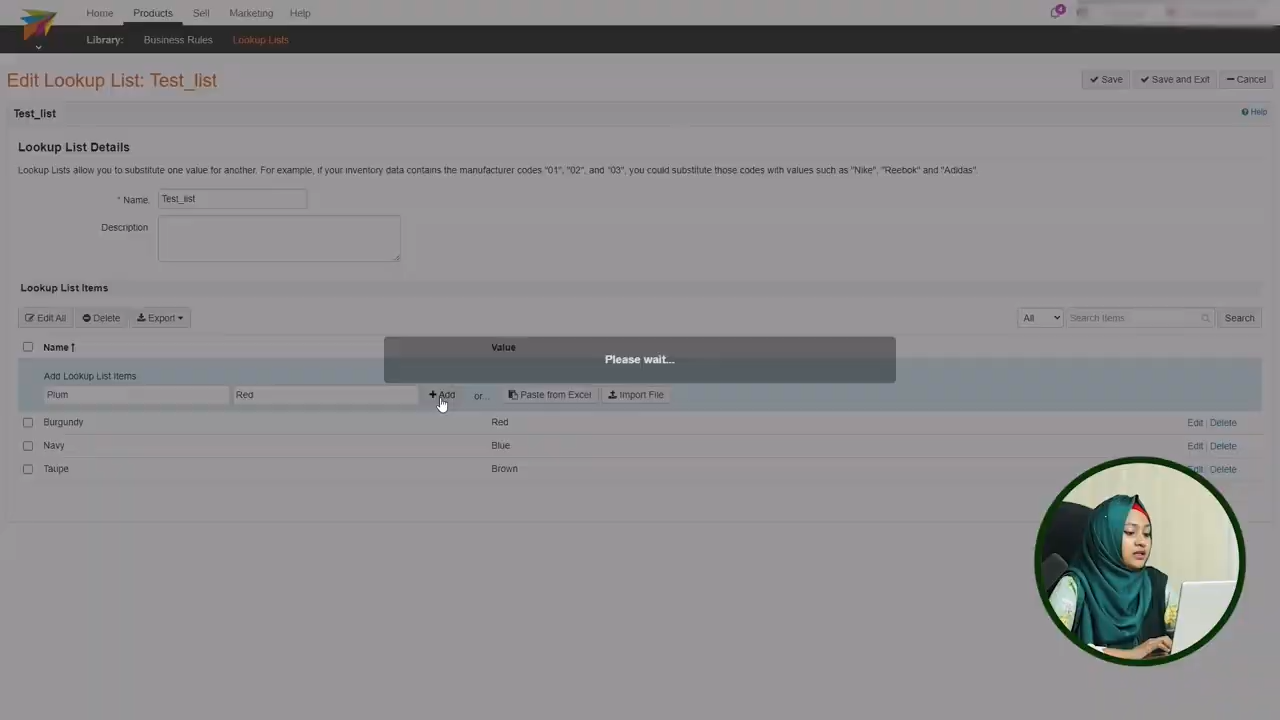 Home Products Sell Marketing Help 4
Library: Business Rules Lookup Lists
Edit Lookup List: Test_list Save Save and Exit Cancel
Test_list Help
Lookup List Details
Lookup Lists allow you to substitute one value for another. For example, if your inventory data contains the manufacturer codes "01", "02", and "03", you could substitute those codes with values such as "Nike", "Reebok" and "Adidas".
* Name Test_list
Description
Lookup List Items
Edit All Delete Export All Search Items Search
Name Value
Please wait...
Add Lookup List Items
Plum Red + Add or... Paste from Excel Import File
Burgundy Red Edit | Delete
Navy Blue Edit | Delete
Taupe Brown Edit | Delete